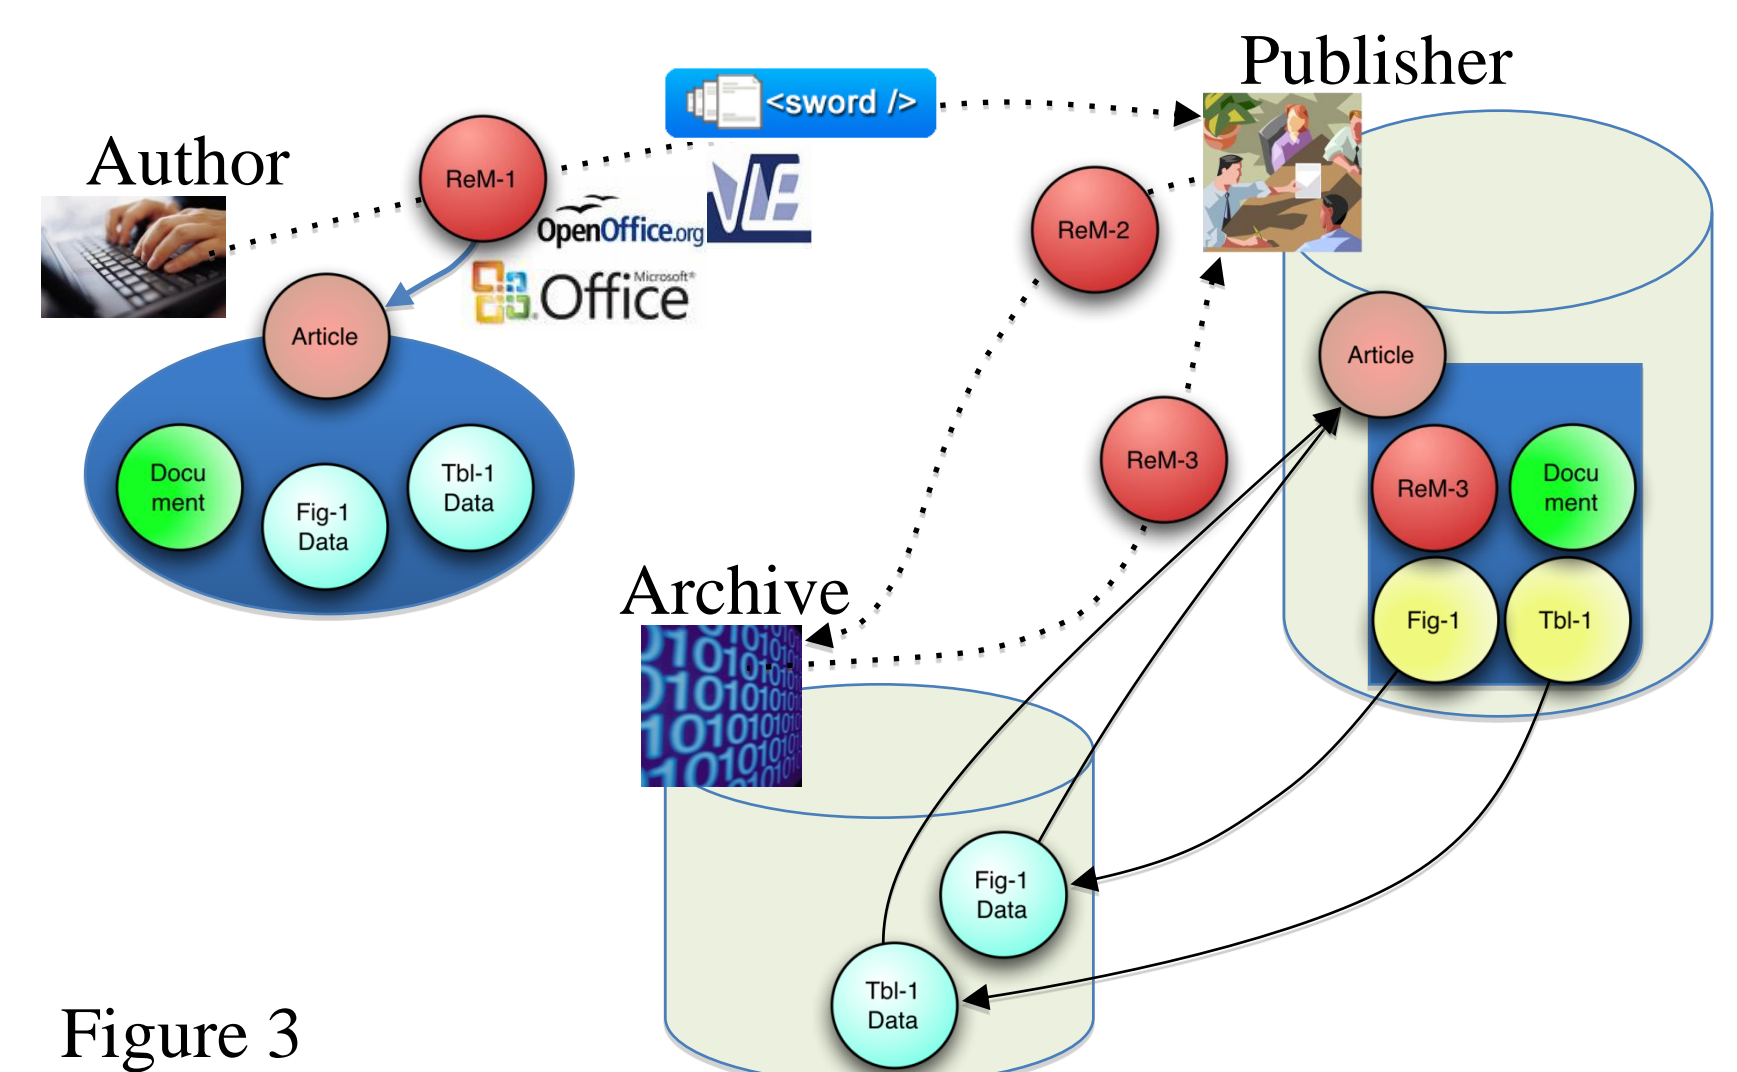 Publisher
<sword />
Author
ReM-1
OpenOffice.org
VUE
Microsoft®
Office
ReM-2
Article
Article
ReM-3
Docu
ment
Fig-1
Data
Tbl-1
Data
ReM-3
Docu
ment
Archive
Fig-1
Tbl-1
Fig-1
Data
Tbl-1
Data
Figure 3